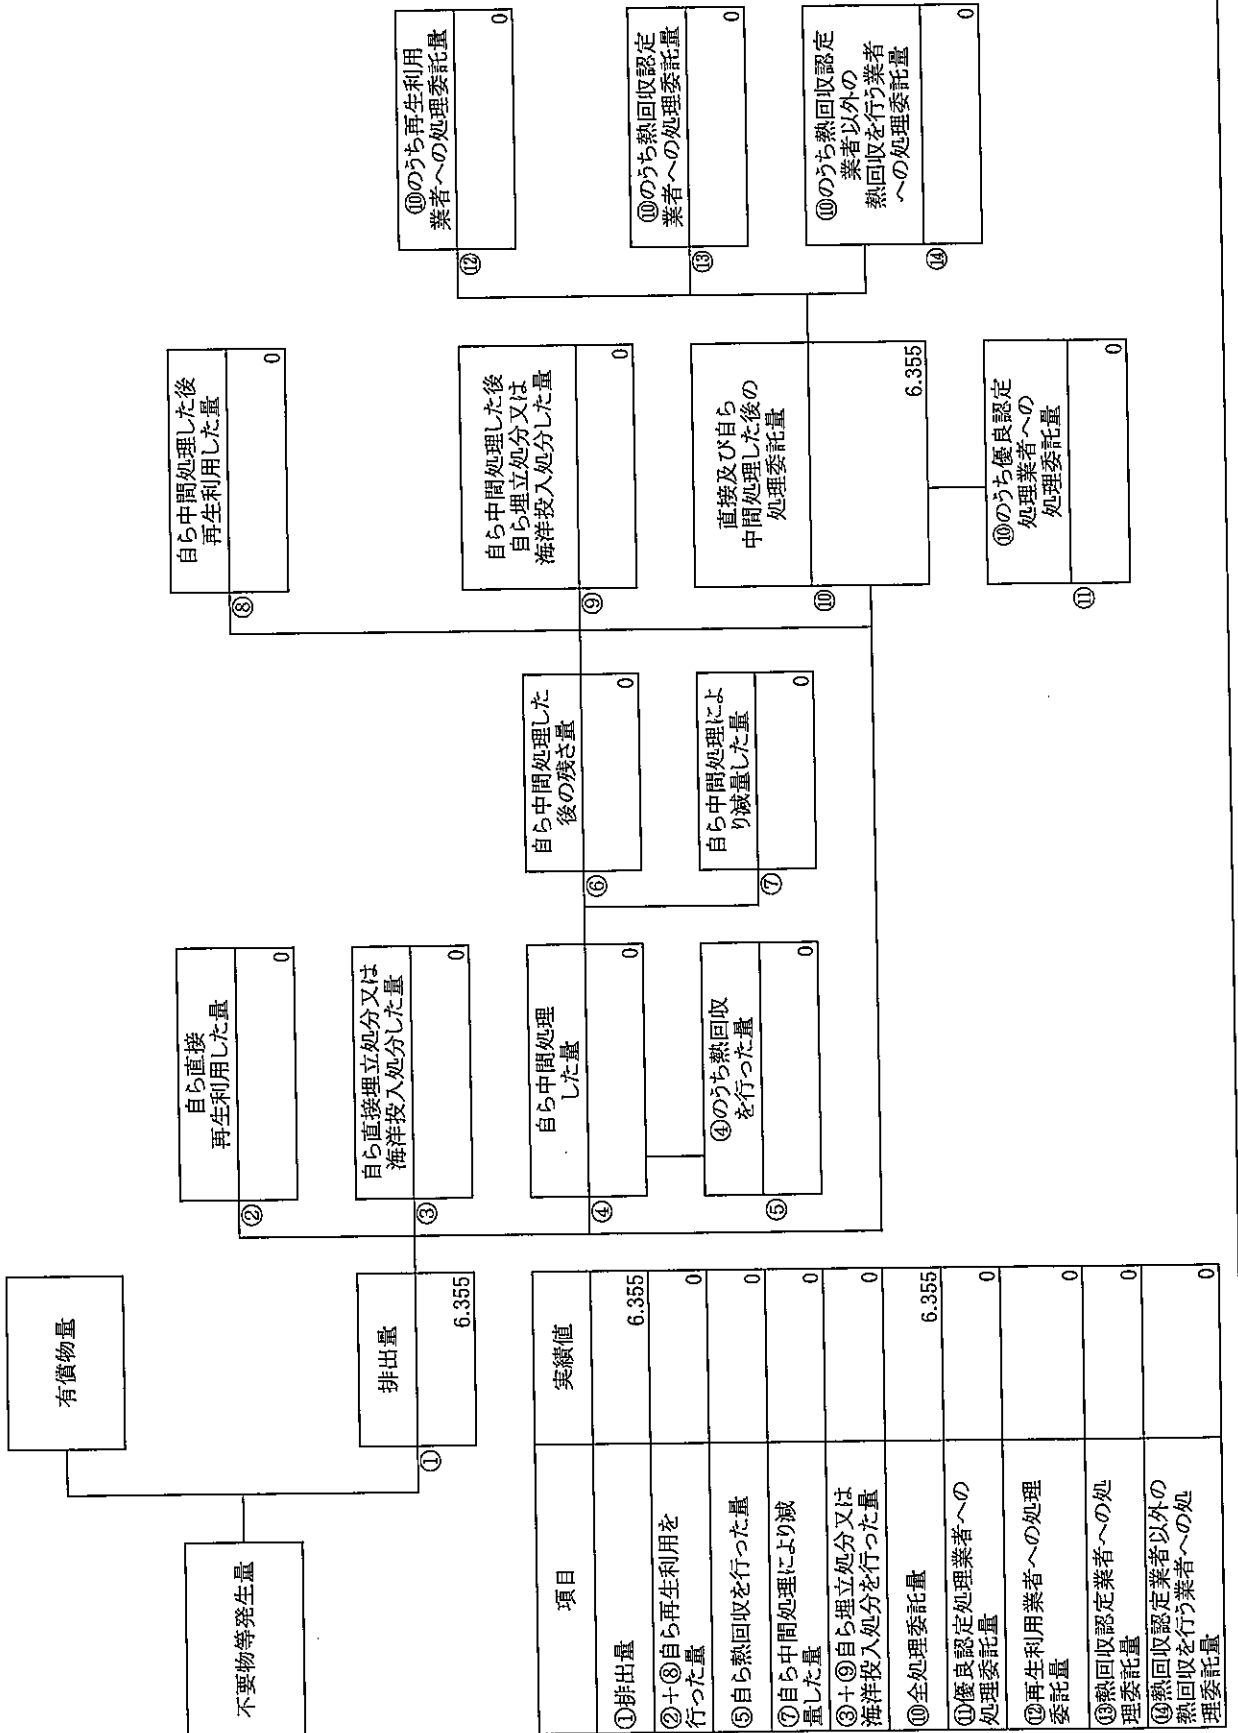 不要物等発生量
有償物量
排出量
①
6.355
自ら直接
再生利用した量
②
0
自ら直接埋立処分又は
海洋投入処分した量
③
0
自ら中間処理
した量
④
0
④のうち熱回収
を行った量
⑤
0
自ら中間処理した
後の残さ量
⑥
0
自ら中間処理によ
り減量した量
⑦
0
自ら中間処理した後
再生利用した量
⑧
0
自ら中間処理した後
自ら埋立処分又は
海洋投入処分した量
⑨
0
直接及び自ら
中間処理した後の
処理委託量
⑩
6.355
⑩のうち優良認定
処理業者への
処理委託量
⑪
0
⑩のうち再生利用
業者への処理委託量
⑫
0
⑩のうち熱回収認定
業者への処理委託量
⑬
0
⑩のうち熱回収認定
業者以外の
熱回収を行う業者
への処理委託量
⑭
0
項目 実績値
①排出量 6.355
②+⑧自ら再生利用を
行った量 0
⑤自ら熱回収を行った量 0
⑦自ら中間処理により減
量した量 0
③+⑨自ら埋立処分又は
海洋投入処分を行った量 0
⑩全処理委託量 6.355
⑪優良認定処理業者への
処理委託量 0
⑫再生利用業者への処理
委託量 0
⑬熱回収認定業者への処
理委託量 0
⑭熱回収認定業者以外の
熱回収を行う業者への処
理委託量 0